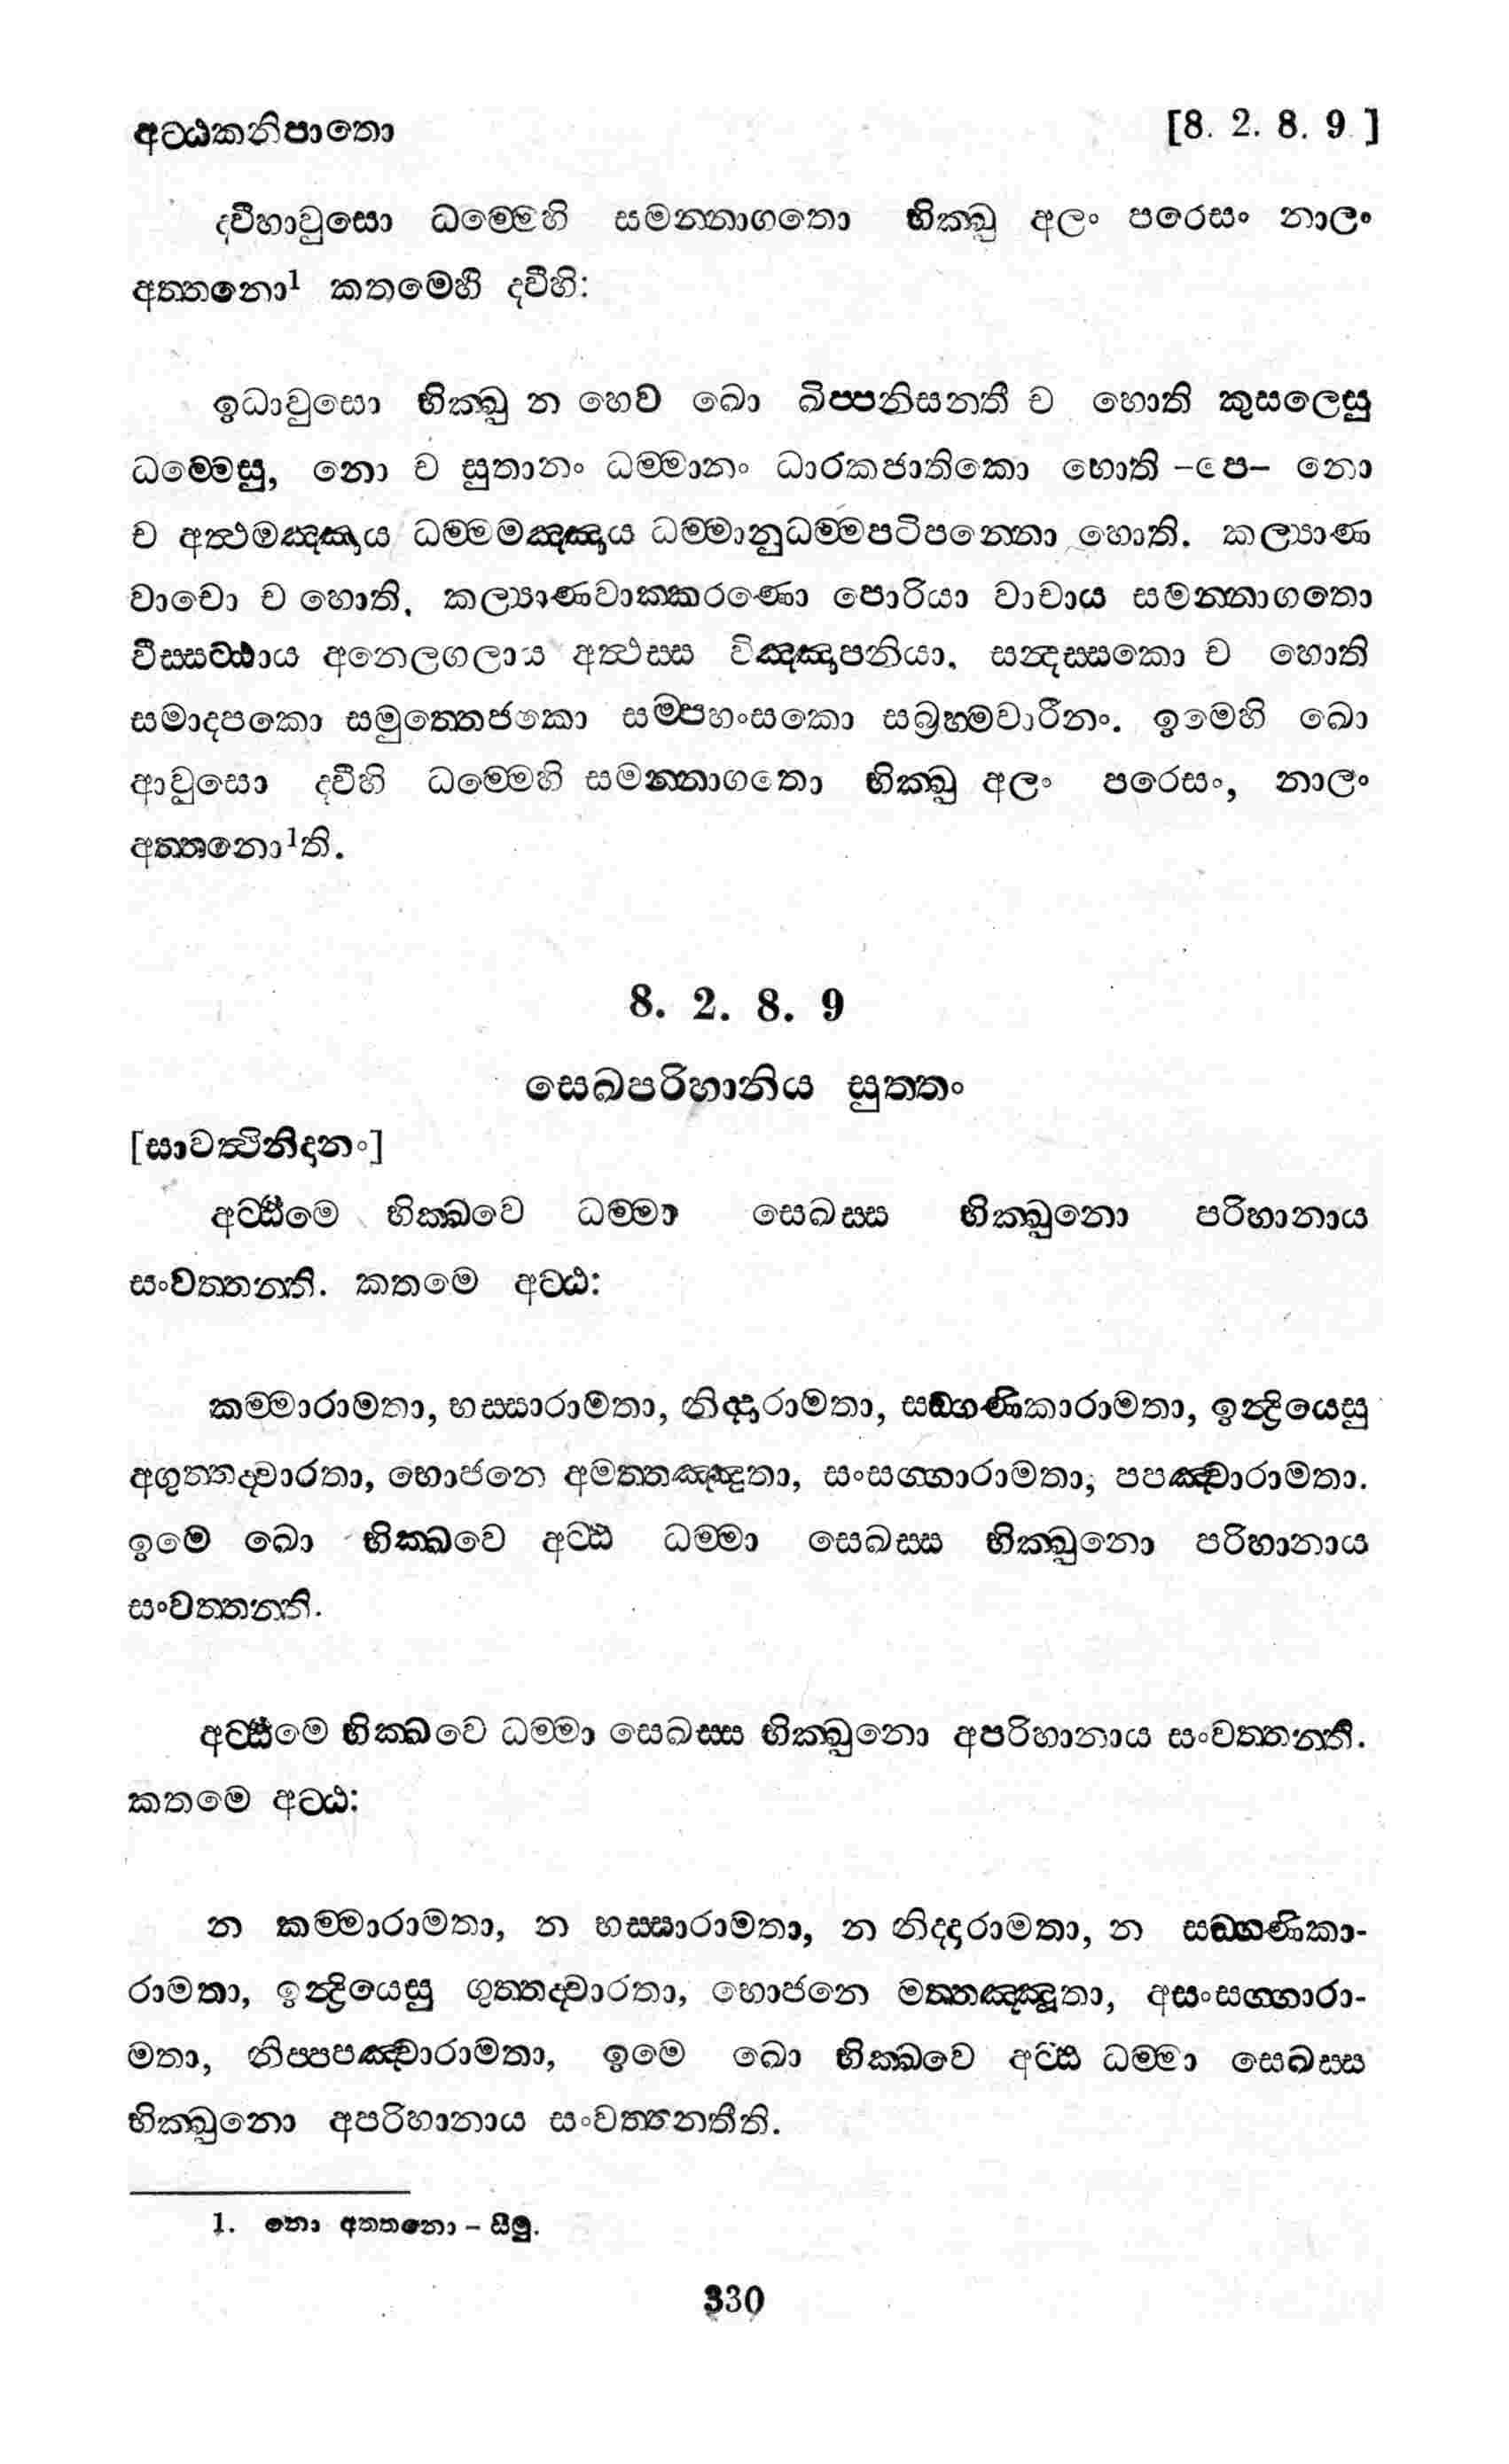 අට්ඨකනිපාතො [8. 2. 8. 9 ]
ද්වීහාවුසො ධම්මෙහි සමන්නාගතො භික්ඛු අලං පරෙසං නාලං
අත්තනො1 කතමෙහි ද්වීහි:
ඉධාවුසො භික්ඛු න හෙව ඛො ඛිප්පනිසන්තී ච හොති කුසලෙසු
ධම්මෙසු, නො ච සුතානං ධම්මානං ධාරකජාතිකො හොති -පෙ- නො
ච අත්ථමඤ්ඤාය ධම්මමඤ්ඤාය ධම්මානුධම්මපටිපන්නො හොති. කල්‍යාණ
වාචො ච හොති, කල්‍යාණවාක්කරණො පොරියා වාචාය සමන්නාගතො
විස්සට්ඨාය අනෙලගලාය අත්ථස්ස විඤ්ඤාපනියා, සන්දස්සකො ච හොති
සමාදපකො සමුත්තෙජකො සම්පහංසකො සබ්‍රහ්මචාරීනං. ඉමෙහි ඛො
ආවුසො ද්වීහි ධම්මෙහි සමන්නාගතො භික්ඛු අලං පරෙසං, නාලං
අත්තනො1ති.
8. 2. 8. 9
සෙඛපරිහානිය සුත්තං
[සාවත්ථිනිදානං]
අට්ඨිමෙ භික්ඛවෙ ධම්මා සෙඛස්ස භික්ඛුනො පරිහානාය
සංවත්තන්ති. කතමෙ අට්ඨ:
කම්මාරාමතා, භස්සාරාමතා, නිද්දාරාමතා, සඞ්ගණිකාරාමතා, ඉන්ද්‍රියෙසු
අගුත්තද්වාරතා, භොජනෙ අමත්තඤ්ඤුතා, සංසග්ගාරාමතා, පපඤ්චාරාමතා.
ඉමෙ ඛො භික්ඛවෙ අට්ඨ ධම්මා සෙඛස්ස භික්ඛුනො පරිහානාය
සංවත්තන්ති.
අට්ඨිමෙ භික්ඛවෙ ධම්මා සෙඛස්ස භික්ඛුනො අපරිහානාය සංවත්තන්ති.
කතමෙ අට්ඨ:
න කම්මාරාමතා, න භස්සාරාමතා, න නිද්දාරාමතා, න සඞ්ගණිකා-
රාමතා, ඉන්ද්‍රියෙසු ගුත්තද්වාරතා, භොජනෙ මත්තඤ්ඤූතා, අසංසග්ගාරා-
මතා, නිප්පපඤ්චාරාමතා, ඉමෙ ඛො භික්ඛවෙ අට්ඨ ධම්මා සෙඛස්ස
භික්ඛුනො අපරිහානාය සංවත්තන්තීති.
1. නො අත්තනො - සීමු.
330